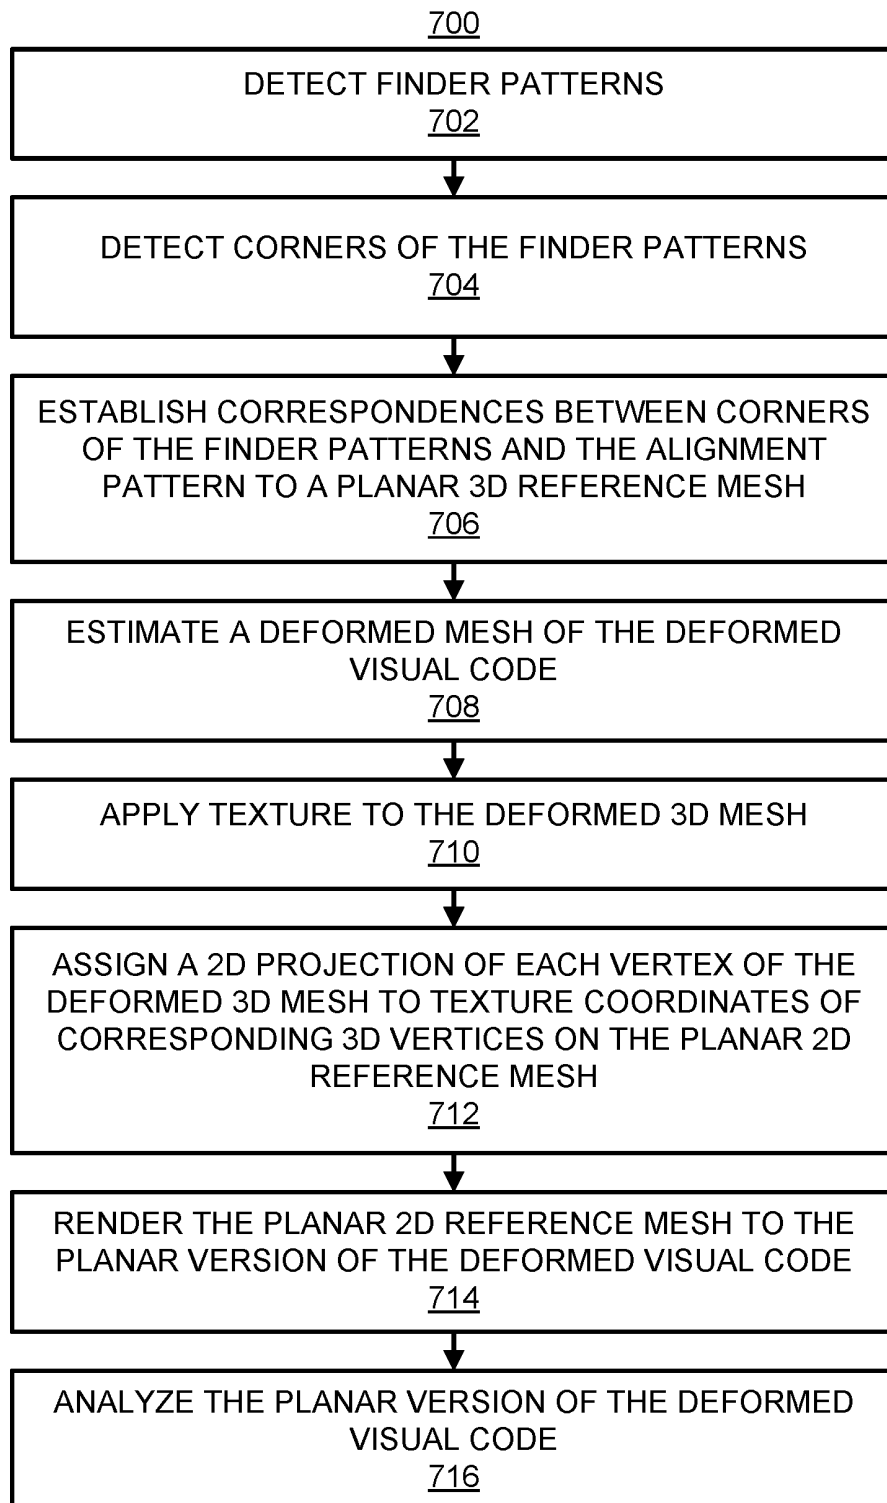 700
DETECT FINDER PATTERNS
702
DETECT CORNERS OF THE FINDER PATTERNS
704
ESTABLISH CORRESPONDENCES BETWEEN CORNERS
OF THE FINDER PATTERNS AND THE ALIGNMENT
PATTERN TO A PLANAR 3D REFERENCE MESH
706
ESTIMATE A DEFORMED MESH OF THE DEFORMED
VISUAL CODE
708
APPLY TEXTURE TO THE DEFORMED 3D MESH
710
ASSIGN A 2D PROJECTION OF EACH VERTEX OF THE
DEFORMED 3D MESH TO TEXTURE COORDINATES OF
CORRESPONDING 3D VERTICES ON THE PLANAR 2D
REFERENCE MESH
712
RENDER THE PLANAR 2D REFERENCE MESH TO THE
PLANAR VERSION OF THE DEFORMED VISUAL CODE
714
ANALYZE THE PLANAR VERSION OF THE DEFORMED
VISUAL CODE
716